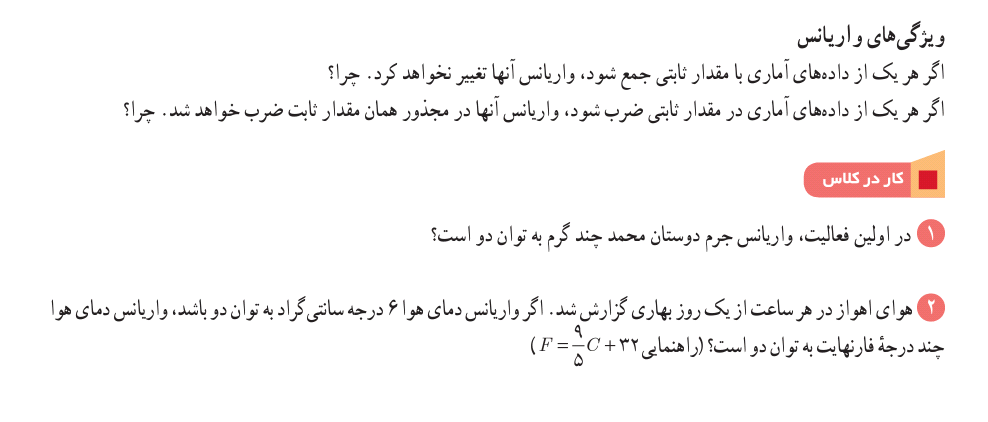 ویژگی‌های واریانس
اگر هر یک از داده‌های آماری با مقدار ثابتی جمع شود، واریانس آنها تغییر نخواهد کرد. چرا؟
اگر هر یک از داده‌های آماری در مقدار ثابتی ضرب شود، واریانس آنها در مجذور همان مقدار ثابت ضرب خواهد شد. چرا؟
کار در کلاس
۱ در اولین فعالیت، واریانس جرم دوستان محمد چند گرم به توان دو است؟
۲ هوای اهواز در هر ساعت از یک روز بهاری گزارش شد. اگر واریانس دمای هوا ۶ درجه سانتی‌گراد به توان دو باشد، واریانس دمای هوا
چند درجهٔ فارنهایت به توان دو است؟ (راهنمایی F = ۹/۵ C + ۳۲)